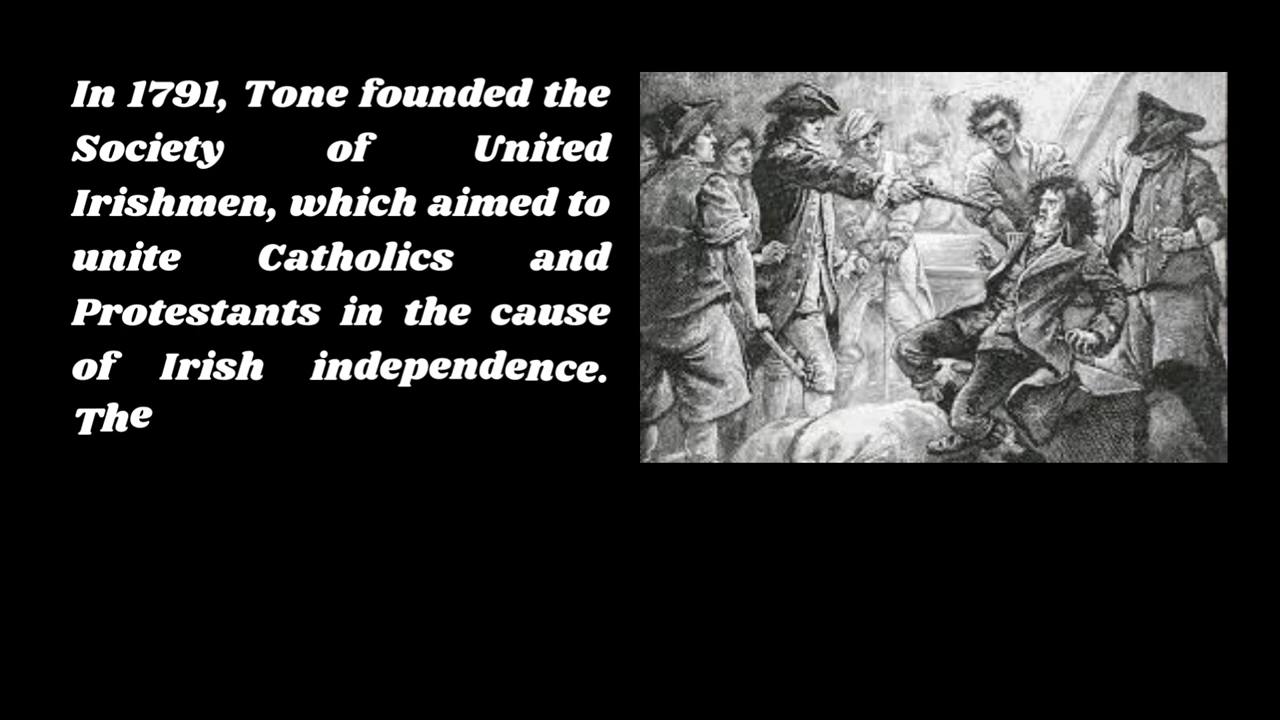 In 1791, Tone founded the
Society of United
Irishmen, which aimed to
unite Catholics and
Protestants in the cause
of Irish independence.
The